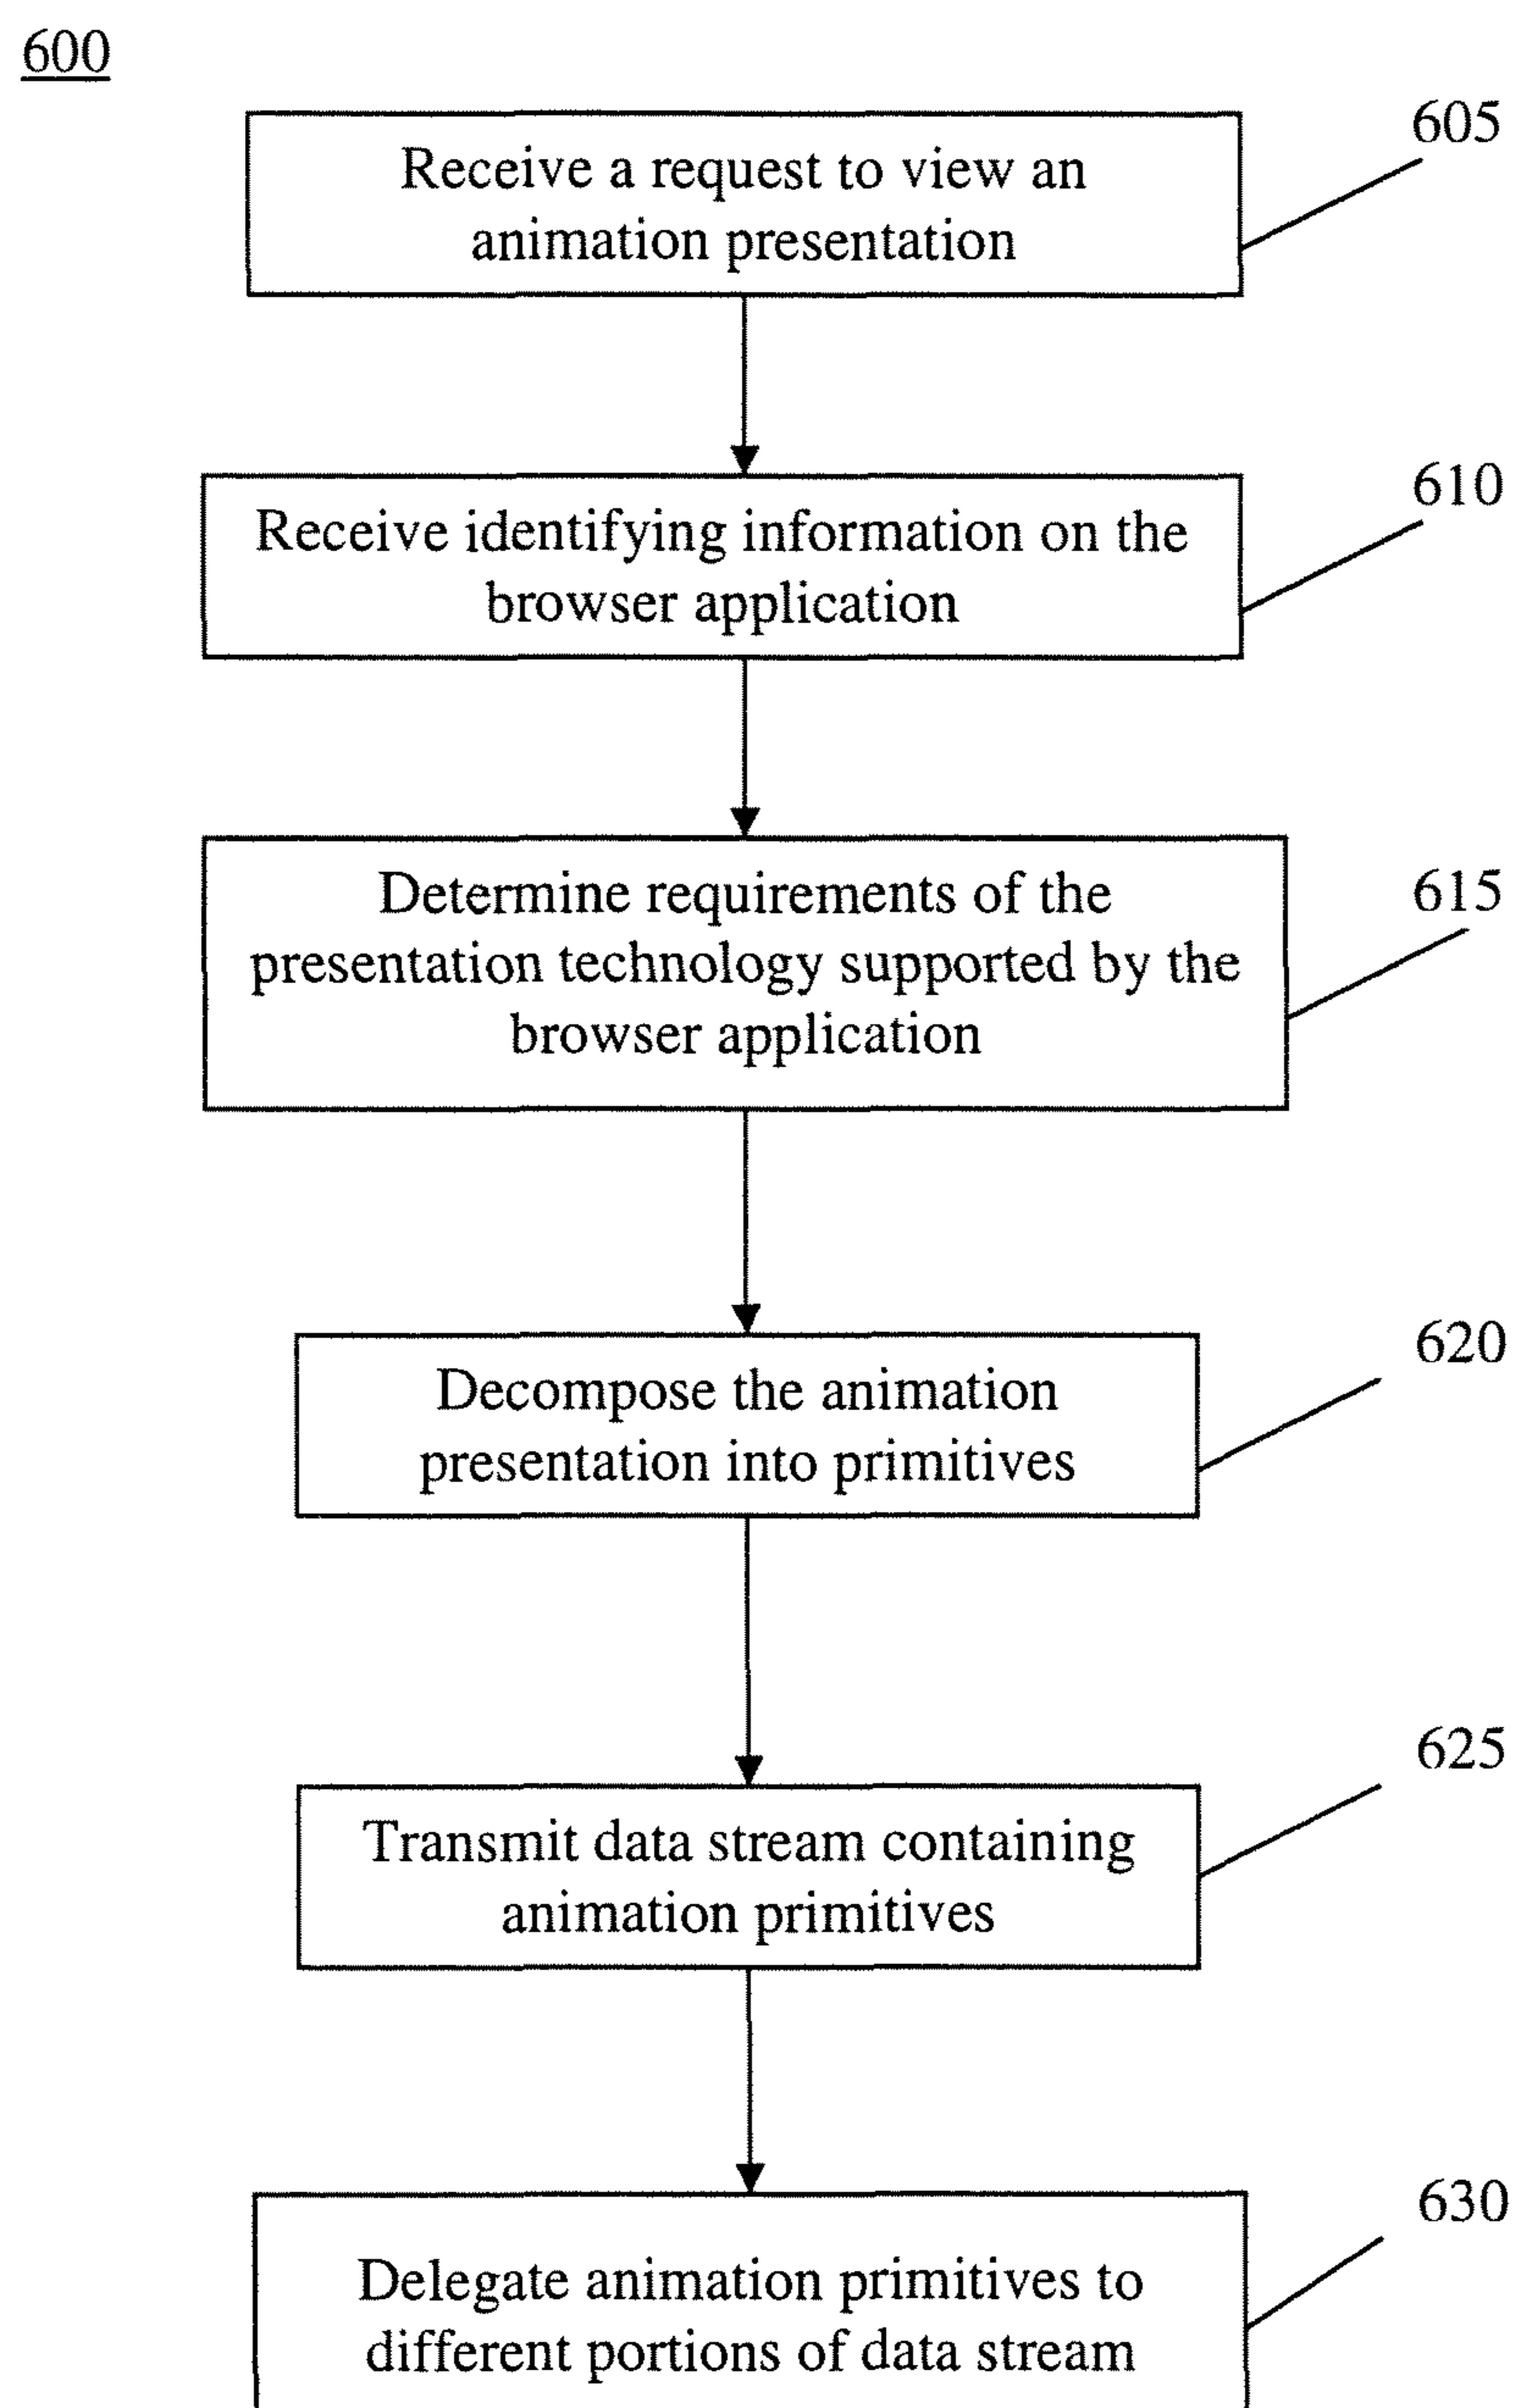 600
605
Receive a request to view an
animation presentation
610
Receive identifying information on the
browser application
Determine requirements of the
615
presentation technology supported by the
browser application
620
Decompose the animation
presentation into primitives
625
Transmit data stream containing
animation primitives
630
Delegate animation primitives to
different portions of data stream